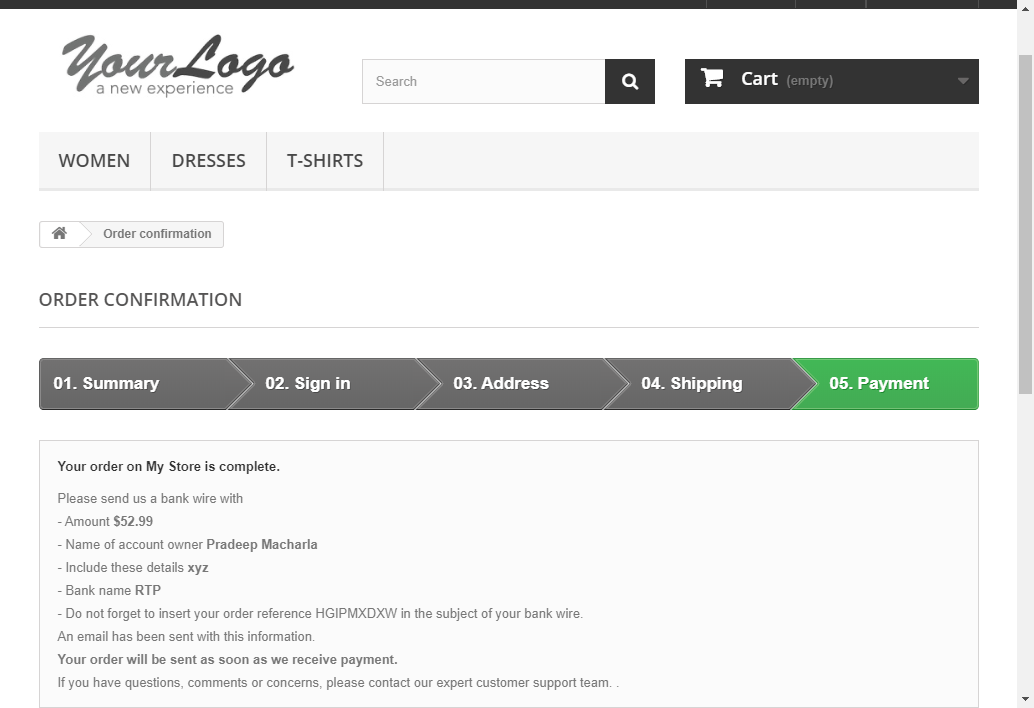 YourLogo
a new experience
Search
Cart (empty)
WOMEN
DRESSES
T-SHIRTS
Order confirmation
ORDER CONFIRMATION
01. Summary
02. Sign in
03. Address
04. Shipping
05. Payment
Your order on My Store is complete.
Please send us a bank wire with
- Amount $52.99
- Name of account owner Pradeep Macharla
- Include these details xyz
- Bank name RTP
- Do not forget to insert your order reference HGIPMXDXW in the subject of your bank wire.
An email has been sent with this information.
Your order will be sent as soon as we receive payment.
If you have questions, comments or concerns, please contact our expert customer support team. .